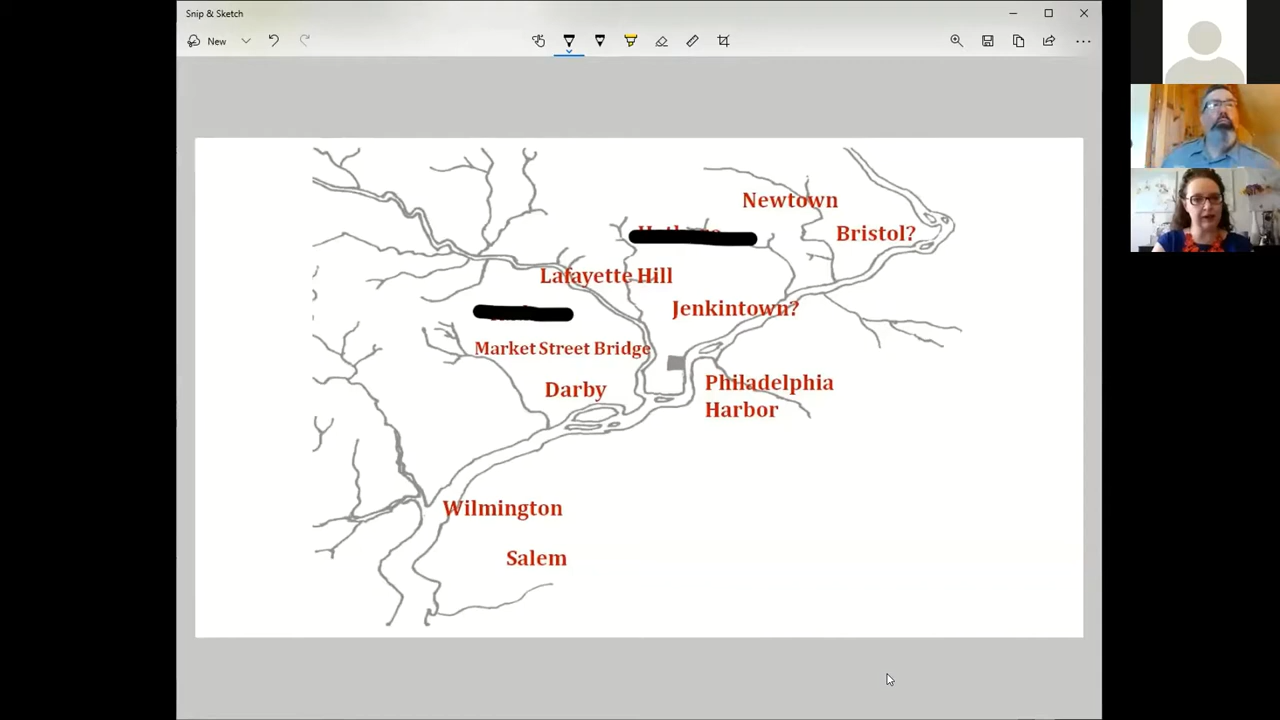 Snip & Sketch
New
Newtown
Bristol?
Lafayette Hill
Jenkintown?
Market Street Bridge
Darby
Philadelphia
Harbor
Wilmington
Salem